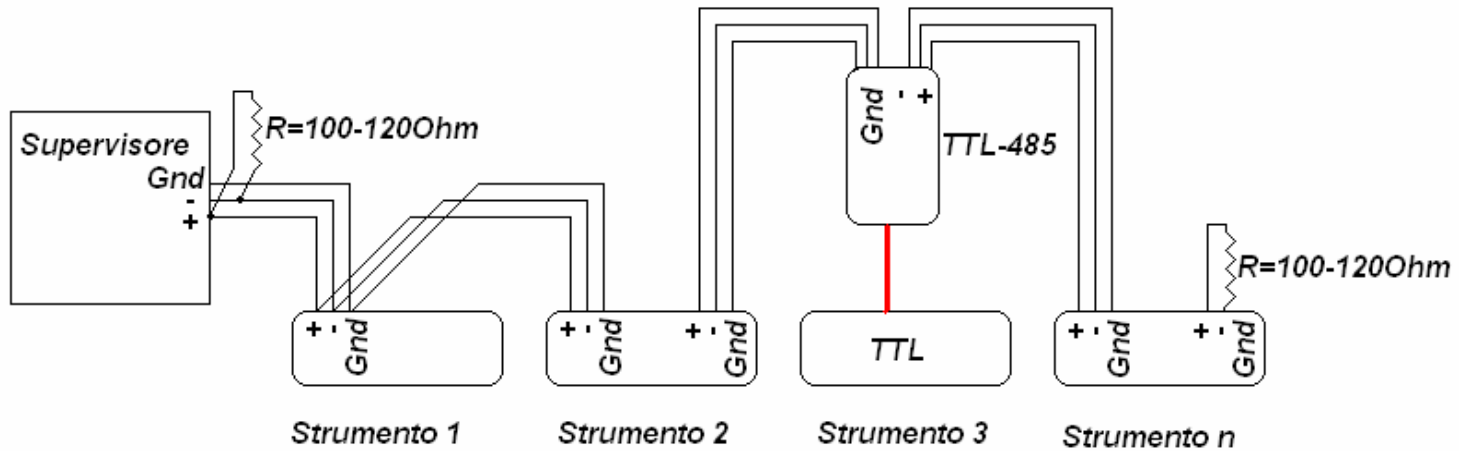 Supervisore
Gnd
-
+
R=100-120Ohm
+ - Gnd
Strumento 1
+ - Gnd
+ - Gnd
Strumento 2
Gnd - +
TTL-485
TTL
Strumento 3
+ - Gnd
+ - Gnd
R=100-120Ohm
Strumento n